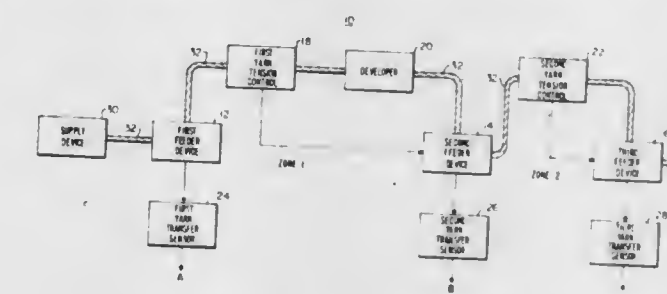 10
32
18
FIRST
YARN
TENSION
CONTROL
20
DEVELOPER
32
32
SECOND
YARN
TENSION
CONTROL
22
30
SUPPLY
DEVICE
32
12
FIRST
FEEDER
DEVICE
ZONE 1
14
SECOND
FEEDER
DEVICE
ZONE 2
THIRD
FEEDER
DEVICE
24
FIRST
YARN
TRANSFER
SENSOR
A
26
SECOND
YARN
TRANSFER
SENSOR
B
28
THIRD
YARN
TRANSFER
SENSOR